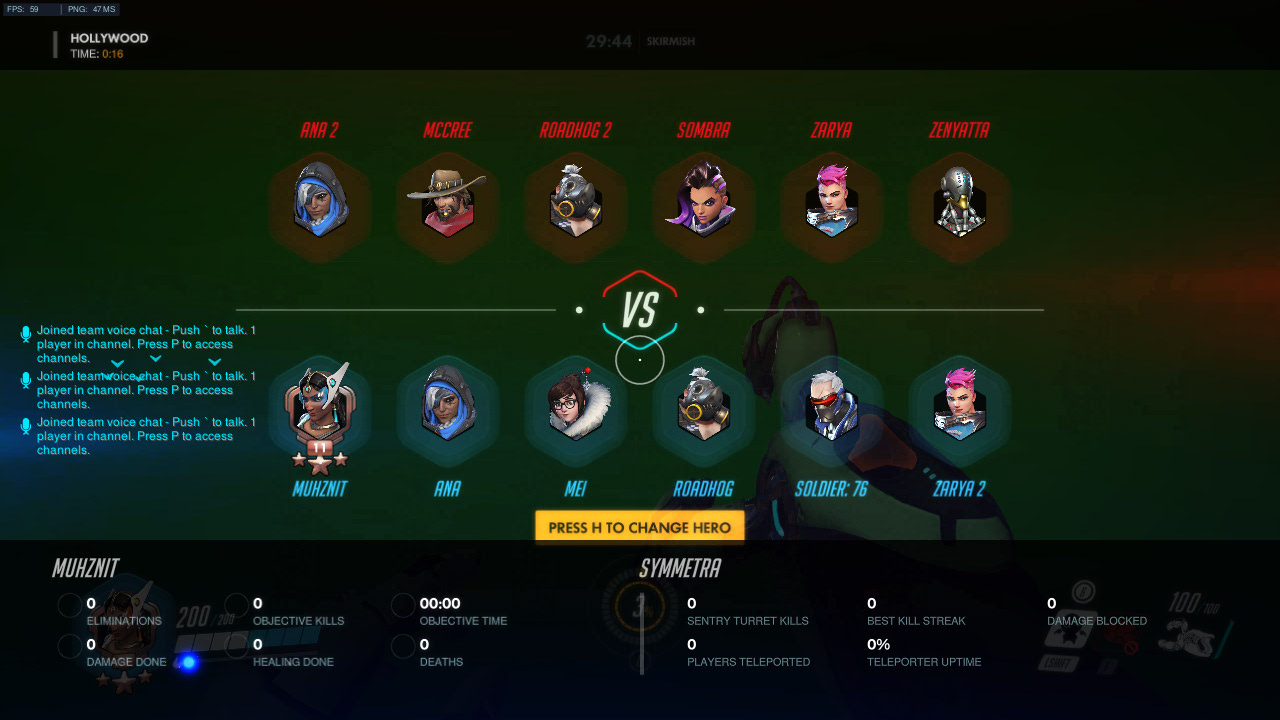 FPS: 59 | PNG: 47 MS
HOLLYWOOD
TIME: 0:16
29:44 SKIRMISH
ANA 2 MCCREE ROADHOG 2 SOMBRA ZARYA ZENYATTA
VS
Joined team voice chat - Push ` to talk. 1
player in channel. Press P to access
channels.
Joined team voice chat - Push ` to talk. 1
player in channel. Press P to access
channels.
Joined team voice chat - Push ` to talk. 1
player in channel. Press P to access
channels.
11
MUHZNIT ANA MEI ROADHOG SOLDIER: 76 ZARYA 2
PRESS H TO CHANGE HERO
MUHZNIT SYMMETRA
0 0 00:00 0 0 0
ELIMINATIONS OBJECTIVE KILLS OBJECTIVE TIME SENTRY TURRET KILLS BEST KILL STREAK DAMAGE BLOCKED
0 0 0 0 0%
DAMAGE DONE HEALING DONE DEATHS PLAYERS TELEPORTED TELEPORTER UPTIME
200/200
100/100
LSHIFT